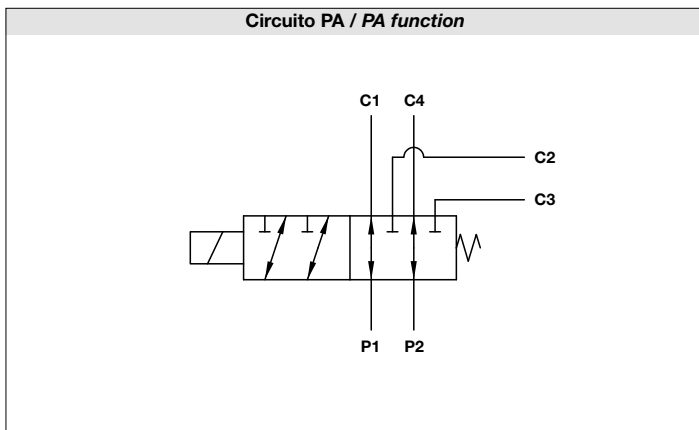 Circuito PA / PA function
C1 C4
C2
C3
P1 P2